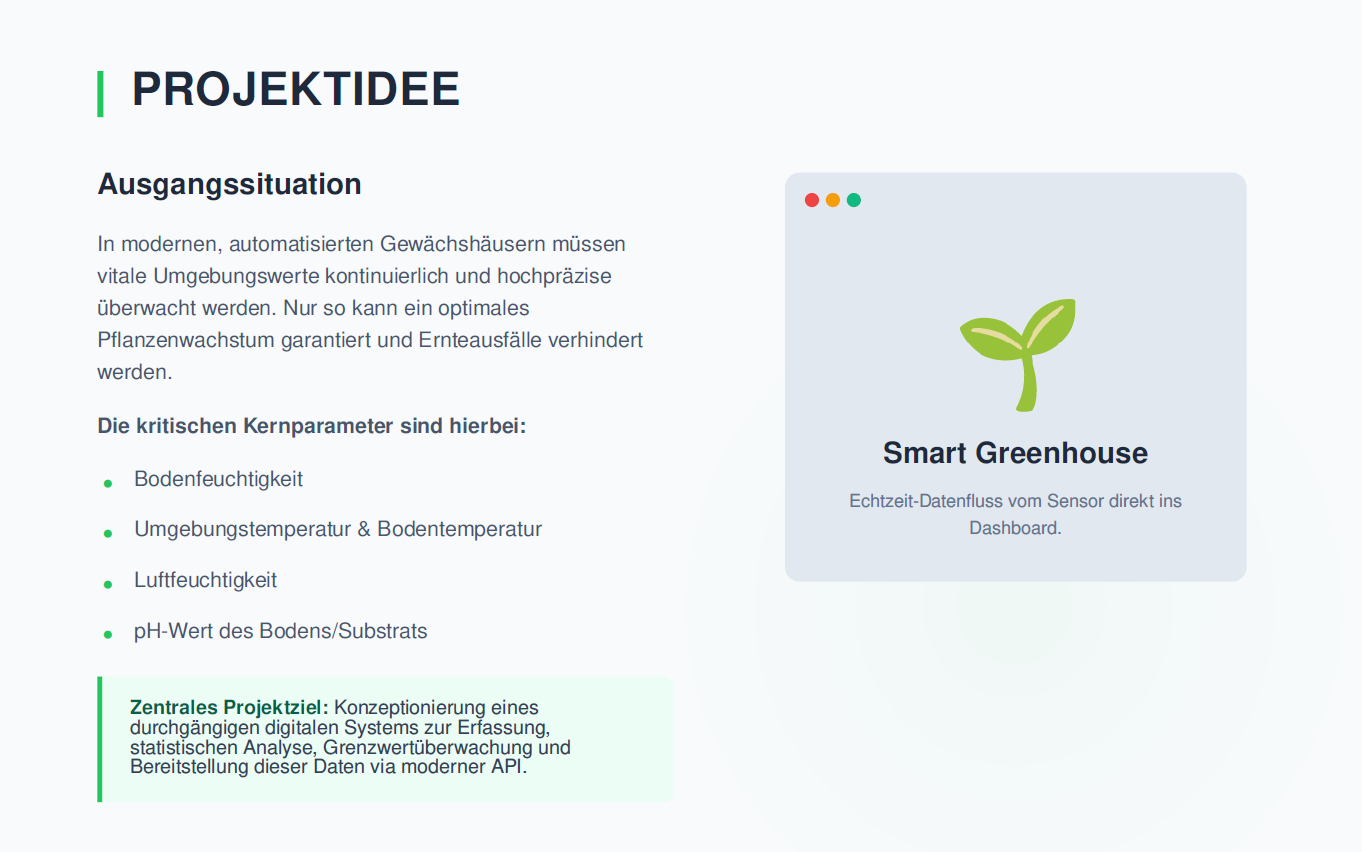 PROJEKTIDEE
Ausgangssituation
In modernen, automatisierten Gewächshäusern müssen
vitale Umgebungswerte kontinuierlich und hochpräzise
überwacht werden. Nur so kann ein optimales
Pflanzenwachstum garantiert und Ernteausfälle verhindert
werden.
Die kritischen Kernparameter sind hierbei:
Bodenfeuchtigkeit
Umgebungstemperatur & Bodentemperatur
Luftfeuchtigkeit
pH-Wert des Bodens/Substrats
Zentrales Projektziel: Konzeptionierung eines
durchgängigen digitalen Systems zur Erfassung,
statistischen Analyse, Grenzwertüberwachung und
Bereitstellung dieser Daten via moderner API.
Smart Greenhouse
Echtzeit-Datenfluss vom Sensor direkt ins
Dashboard.